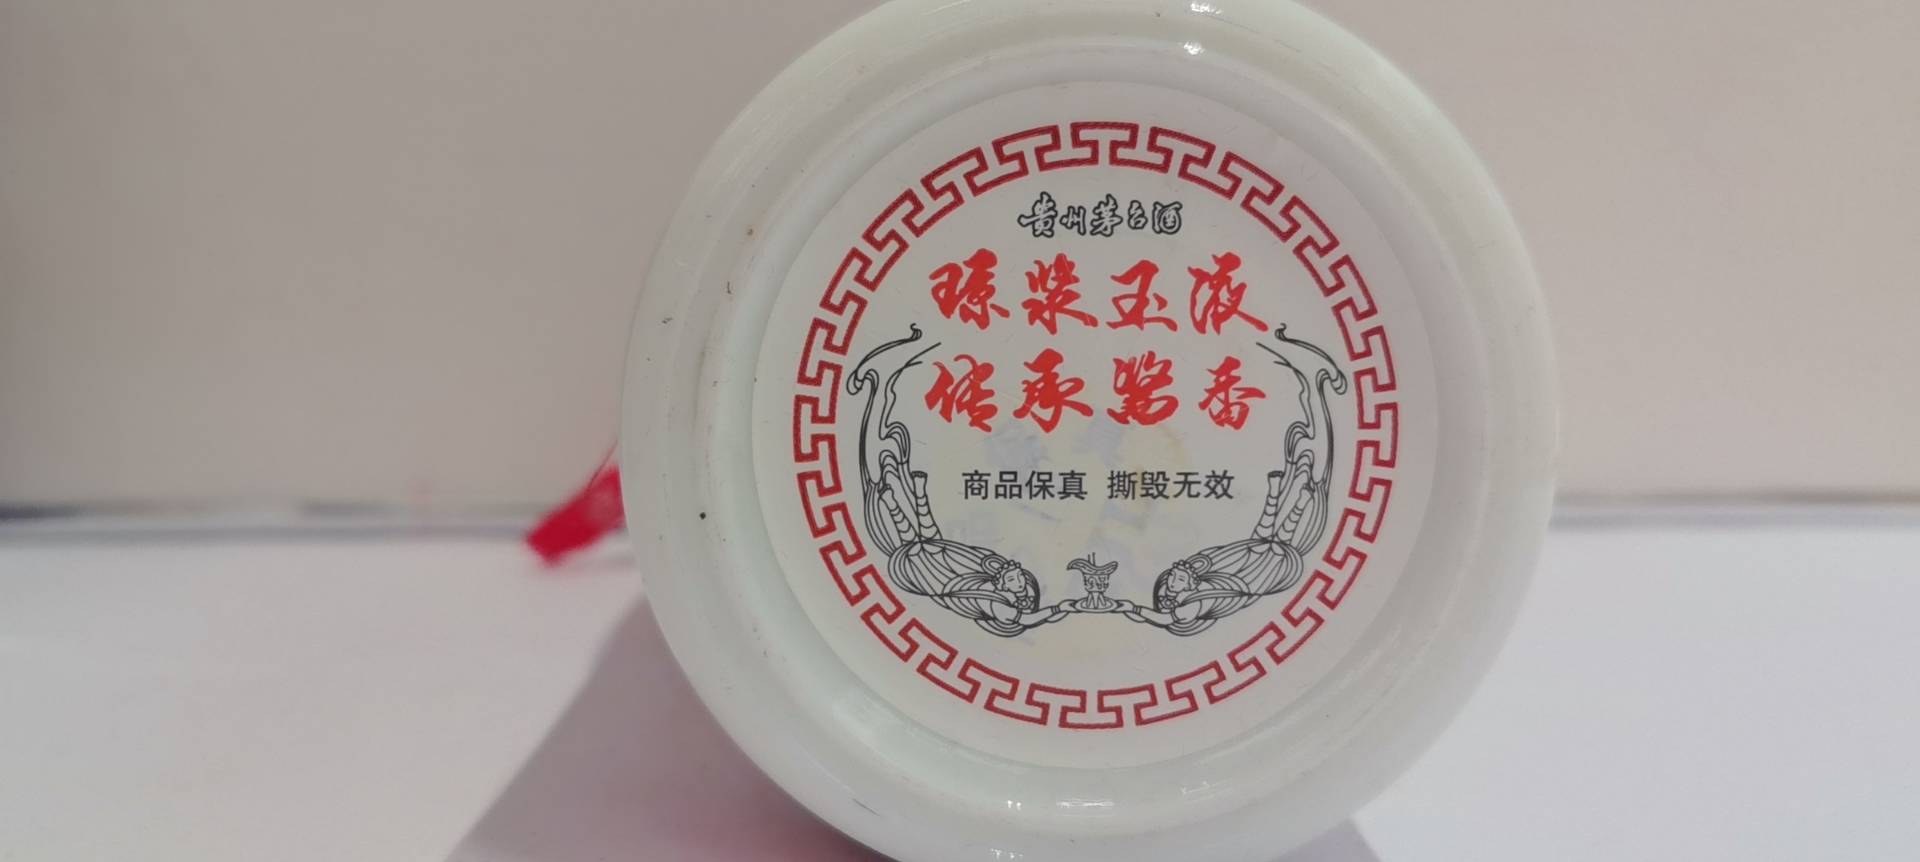 贵州茅台酒
琼浆玉液
传承酱香
商品保真 撕毁无效